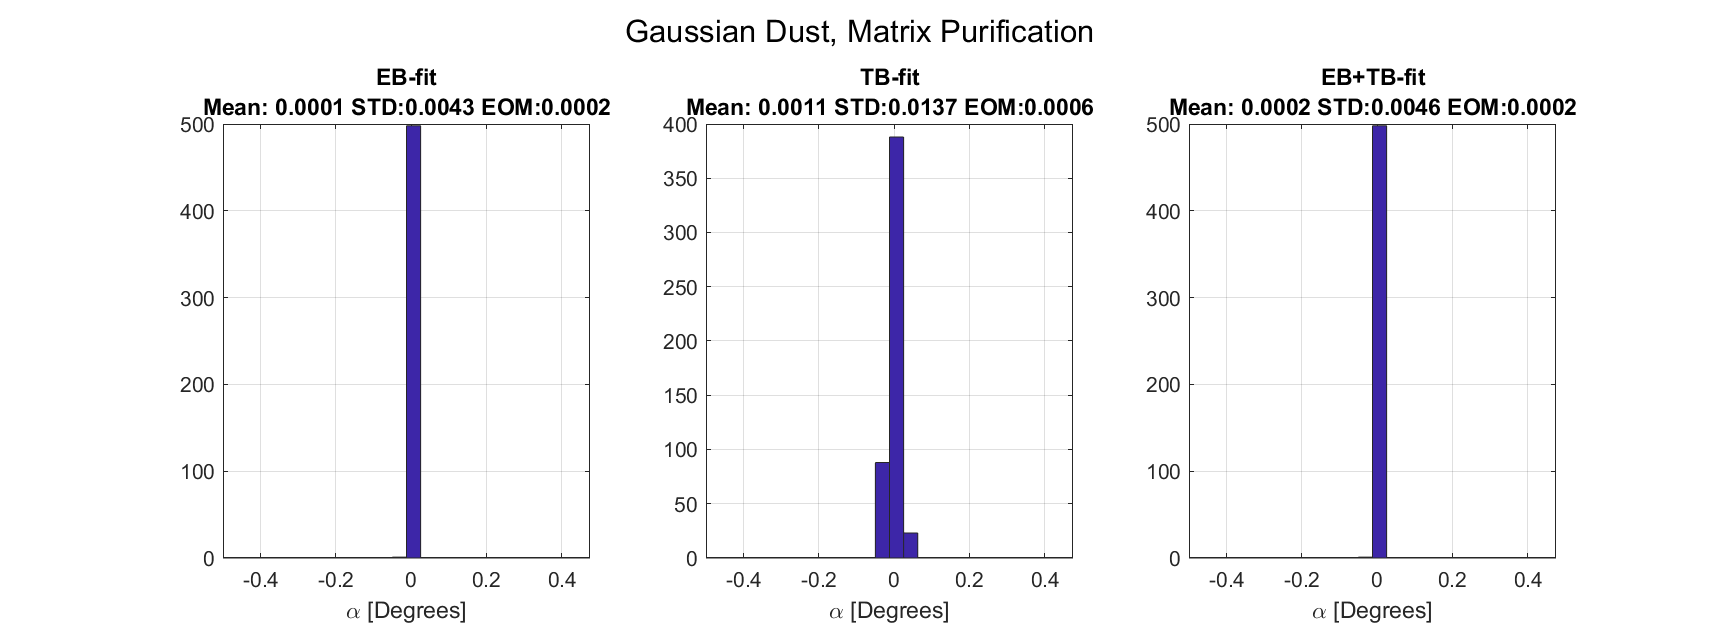 Gaussian Dust, Matrix Purification
EB-fit
Mean: 0.0001 STD:0.0043 EOM:0.0002
500
400
300
200
100
0
-0.4 -0.2 0 0.2 0.4
α [Degrees]
TB-fit
Mean: 0.0011 STD:0.0137 EOM:0.0006
400
350
300
250
200
150
100
50
0
-0.4 -0.2 0 0.2 0.4
α [Degrees]
EB+TB-fit
Mean: 0.0002 STD:0.0046 EOM:0.0002
500
400
300
200
100
0
-0.4 -0.2 0 0.2 0.4
α [Degrees]